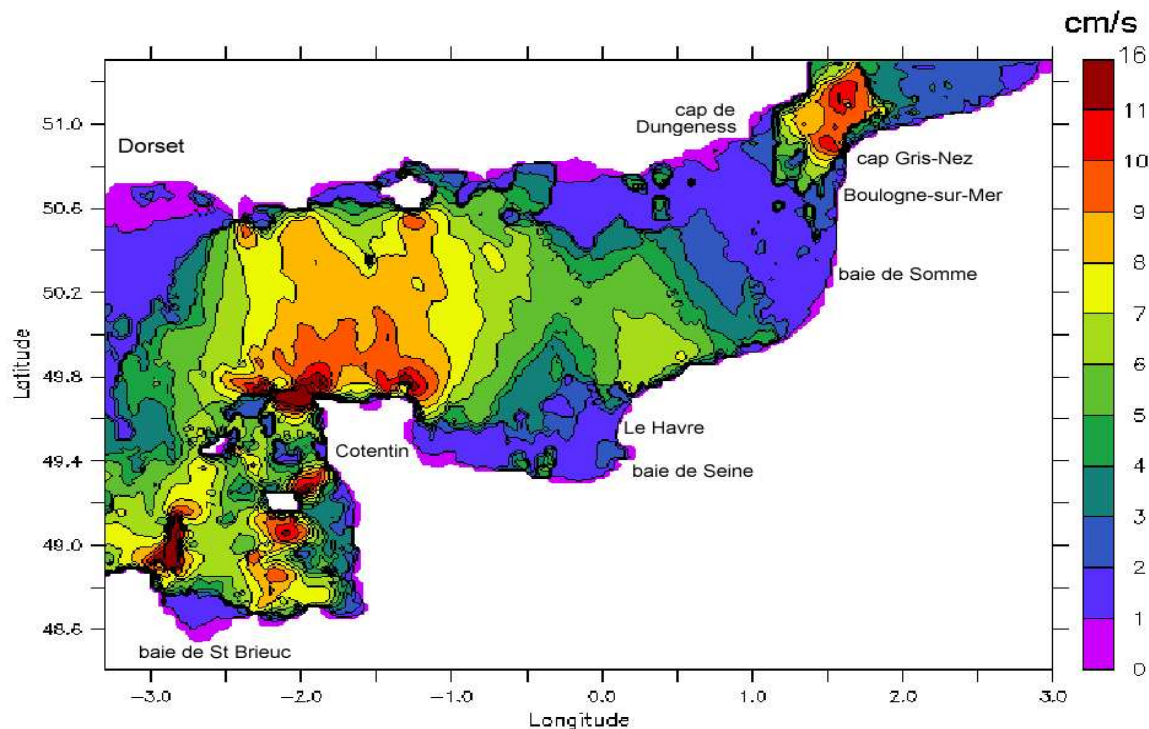 cm/s
16
11
cap de
Dungeness
51.0
Dorset
10
cap Gris-Nez
Boulogne-sur-Mer
50.6
9
8
baie de Somme
50.2
7
Latitude
49.8
6
5
Le Havre
Cotentin
49.4
baie de Seine
4
3
49.0
2
1
48.6
baie de St Brieuc
0
-3.0 -2.0 -1.0 0.0 1.0 2.0 3.0
Longitude